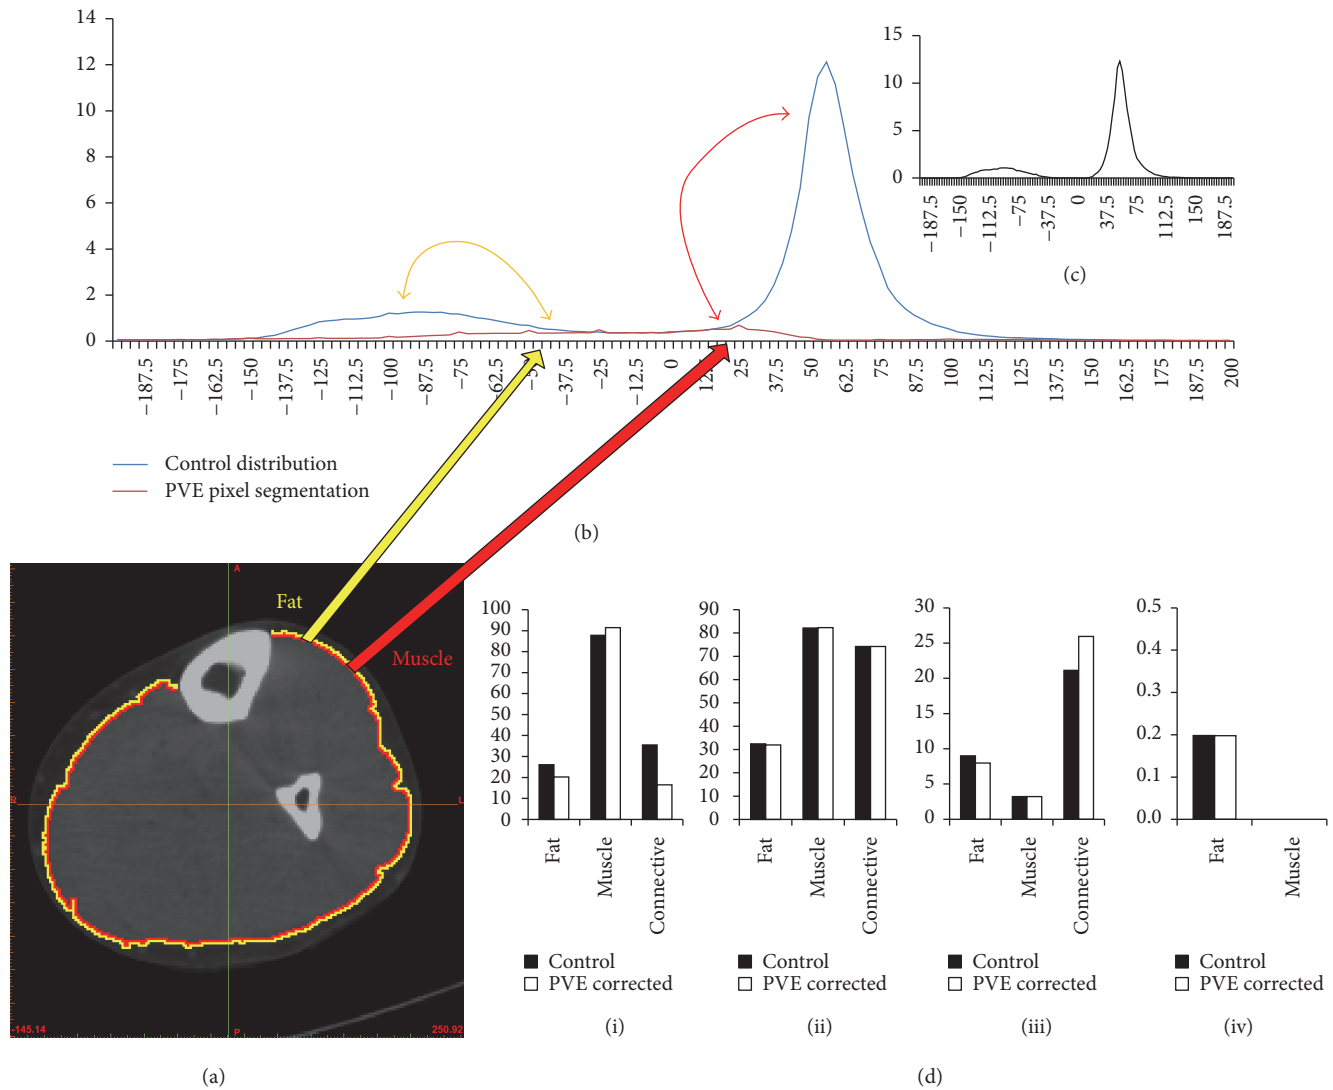 14
12
10
8
6
4
2
0
−187.5
−175
−162.5
−150
−137.5
−125
−112.5
−100
−87.5
−75
−62.5
−37.5
−25
−12.5
0
25
37.5
50
62.5
75
87.5
100
112.5
125
137.5
150
162.5
175
187.5
200
Control distribution
PVE pixel segmentation
(b)
15
10
5
0
−187.5
−150
−112.5
−75
−37.5
0
37.5
75
112.5
150
187.5
(c)
A
Fat
Muscle
R
L
-145.14
P
250.92
(a)
100
90
80
70
60
50
40
30
20
10
0
Fat
Muscle
Connective
Control
PVE corrected
(i)
90
80
70
60
50
40
30
20
10
0
Fat
Muscle
Connective
Control
PVE corrected
(ii)
30
25
20
15
10
5
0
Fat
Muscle
Connective
Control
PVE corrected
(iii)
0.5
0.4
0.3
0.2
0.1
0.0
Fat
Muscle
Control
PVE corrected
(iv)
(d)